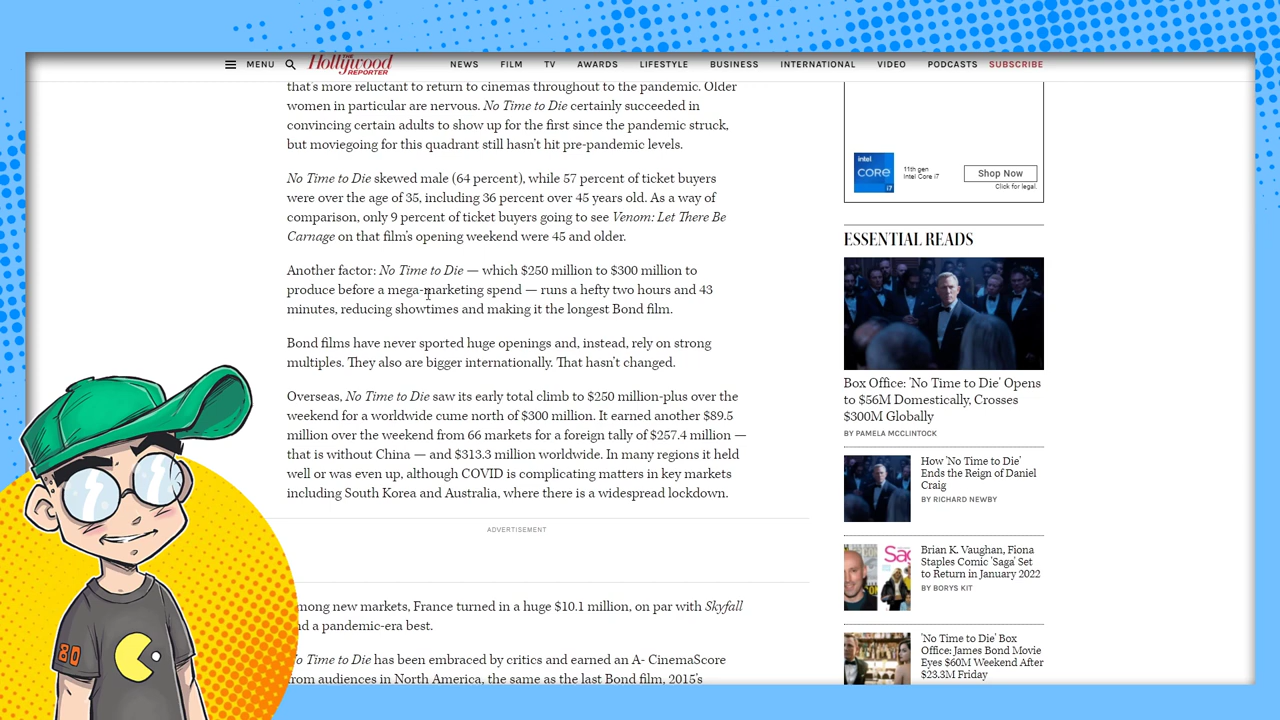 MENU
THE
Hollywood
REPORTER
NEWS FILM TV AWARDS LIFESTYLE BUSINESS INTERNATIONAL VIDEO PODCASTS SUBSCRIBE
that's more reluctant to return to cinemas throughout to the pandemic. Older
women in particular are nervous. No Time to Die certainly succeeded in
convincing certain adults to show up for the first since the pandemic struck,
but moviegoing for this quadrant still hasn't hit pre-pandemic levels.
No Time to Die skewed male (64 percent), while 57 percent of ticket buyers
were over the age of 35, including 36 percent over 45 years old. As a way of
comparison, only 9 percent of ticket buyers going to see Venom: Let There Be
Carnage on that film's opening weekend were 45 and older.
Another factor: No Time to Die — which $250 million to $300 million to
produce before a mega-marketing spend — runs a hefty two hours and 43
minutes, reducing showtimes and making it the longest Bond film.
Bond films have never sported huge openings and, instead, rely on strong
multiples. They also are bigger internationally. That hasn't changed.
Overseas, No Time to Die saw its early total climb to $250 million-plus over the
weekend for a worldwide cume north of $300 million. It earned another $89.5
million over the weekend from 66 markets for a foreign tally of $257.4 million —
that is without China — and $313.3 million worldwide. In many regions it held
well or was even up, although COVID is complicating matters in key markets
including South Korea and Australia, where there is a widespread lockdown.
ADVERTISEMENT
mong new markets, France turned in a huge $10.1 million, on par with Skyfall
nd a pandemic-era best.
o Time to Die has been embraced by critics and earned an A- CinemaScore
from audiences in North America, the same as the last Bond film, 2015's
intel
CORE
i7
11th gen
Intel Core i7
Shop Now
Click for legal.
ESSENTIAL READS
Box Office: 'No Time to Die' Opens
to $56M Domestically, Crosses
$300M Globally
BY PAMELA MCCLINTOCK
How 'No Time to Die'
Ends the Reign of Daniel
Craig
BY RICHARD NEWBY
Sa
Brian K. Vaughan, Fiona
Staples Comic 'Saga' Set
to Return in January 2022
BY BORYS KIT
'No Time to Die' Box
Office: James Bond Movie
Eyes $60M Weekend After
$23.3M Friday
80